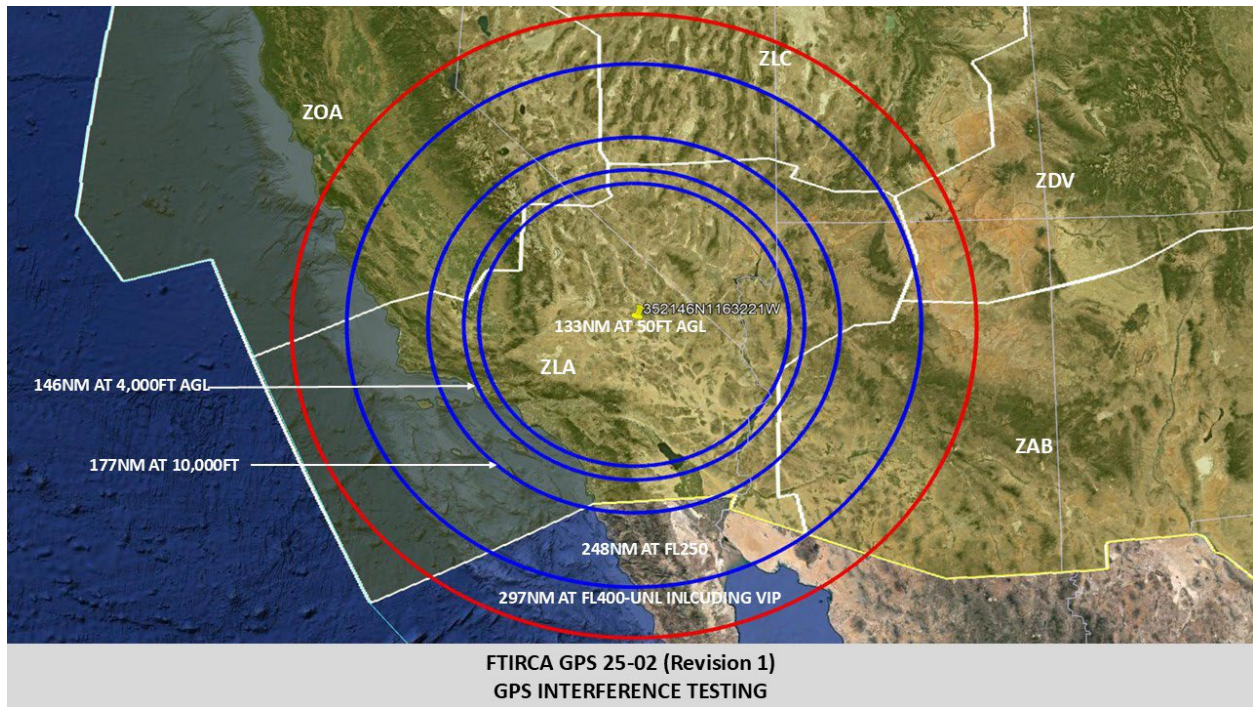 ZLC
ZOA
ZDV
352146N1163221W
133NM AT 50FT AGL
ZLA
146NM AT 4,000FT AGL
ZAB
177NM AT 10,000FT
248NM AT FL250
297NM AT FL400-UNL INLCUDING VIP
FTIRCA GPS 25-02 (Revision 1)
GPS INTERFERENCE TESTING